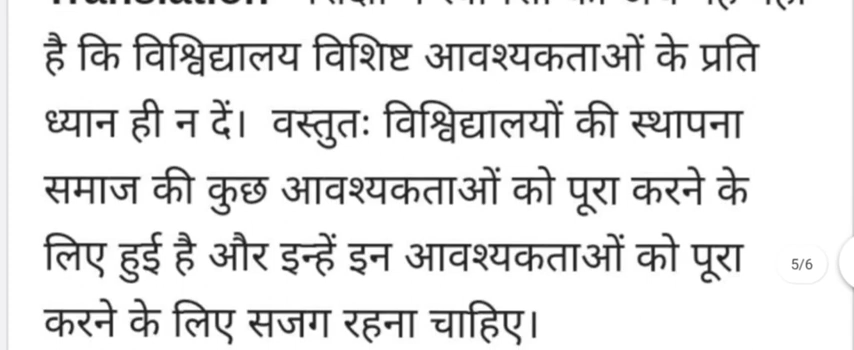 है कि विश्विद्यालय विशिष्ट आवश्यकताओं के प्रति
ध्यान ही न दें। वस्तुतः विश्विद्यालयों की स्थापना
समाज की कुछ आवश्यकताओं को पूरा करने के
लिए हुई है और इन्हें इन आवश्यकताओं को पूरा
5/6
करने के लिए सजग रहना चाहिए।